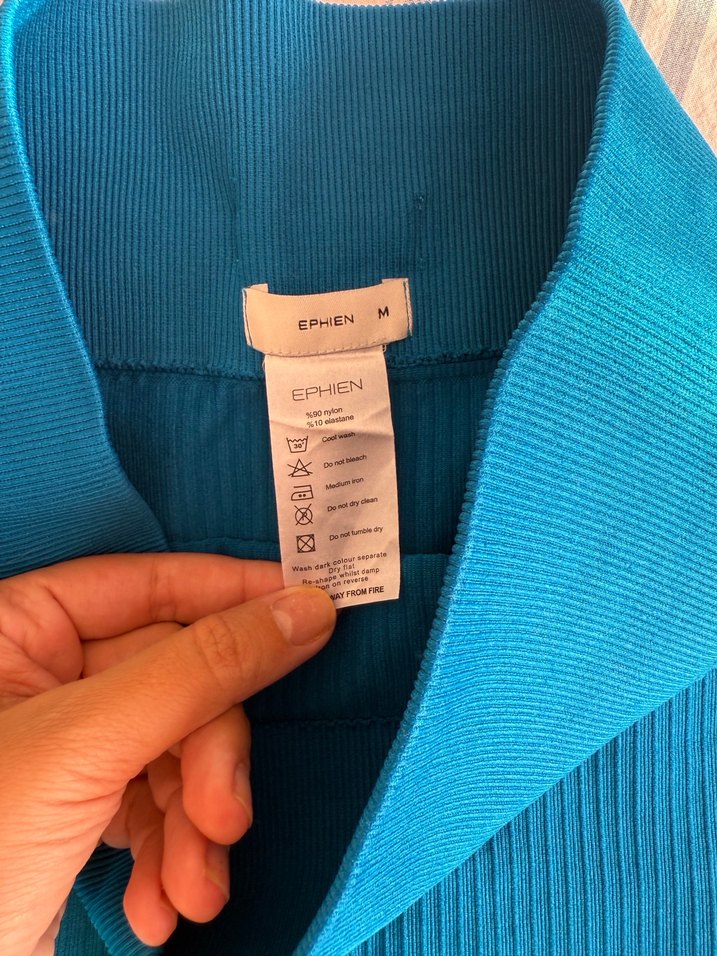 EPHIEN M
EPHIEN
%90 nylon
%10 elastane
30° Cool wash
Do not bleach
Medium iron
P Do not dry clean
Do not tumble dry
Wash dark colour separate
Dry flat
Re-shape whilst damp
on reverse
AWAY FROM FIRE